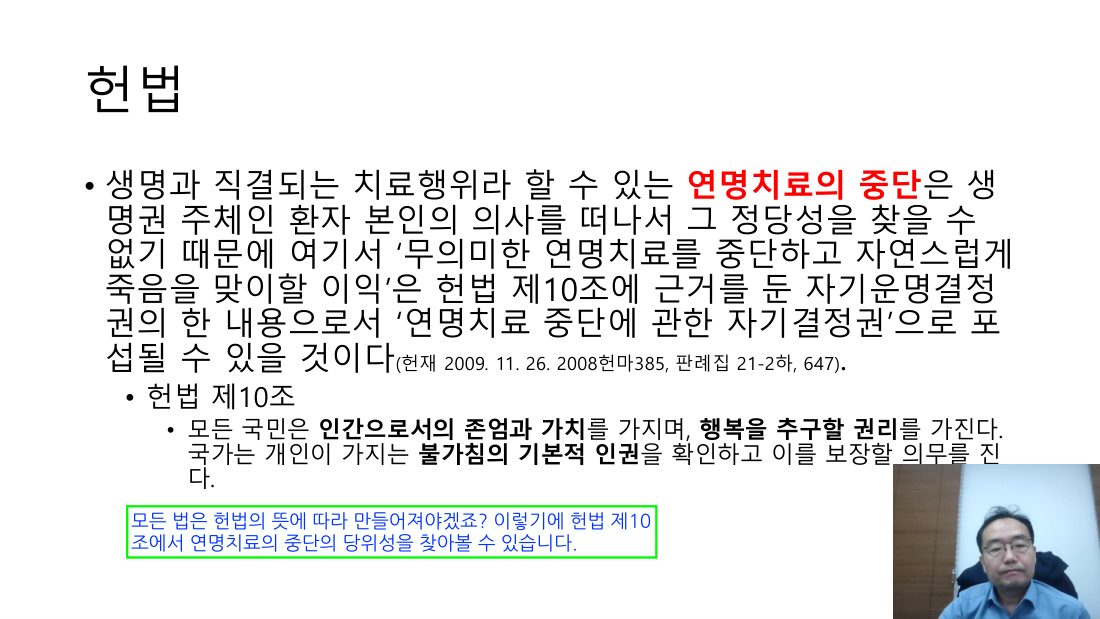 헌법
• 생명과 직결되는 치료행위라 할 수 있는 연명치료의 중단은 생
명권 주체인 환자 본인의 의사를 떠나서 그 정당성을 찾을 수
없기 때문에 여기서 ‘무의미한 연명치료를 중단하고 자연스럽게
죽음을 맞이할 이익’은 헌법 제10조에 근거를 둔 자기운명결정
권의 한 내용으로서 ‘연명치료 중단에 관한 자기결정권’으로 포
섭될 수 있을 것이다(헌재 2009. 11. 26. 2008헌마385, 판례집 21-2하, 647).
• 헌법 제10조
• 모든 국민은 인간으로서의 존엄과 가치를 가지며, 행복을 추구할 권리를 가진다.
국가는 개인이 가지는 불가침의 기본적 인권을 확인하고 이를 보장할 의무를 진
다.
모든 법은 헌법의 뜻에 따라 만들어져야겠죠? 이렇기에 헌법 제10
조에서 연명치료의 중단의 당위성을 찾아볼 수 있습니다.